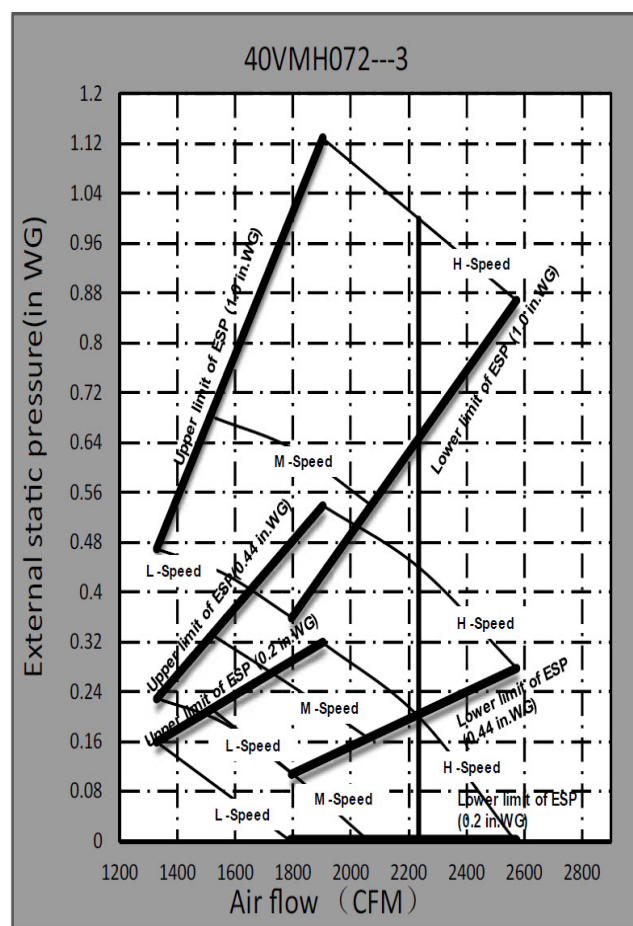 40VMH072---3
External static pressure(in WG)
1.2
1.12
1.04
0.96
0.88
0.8
0.72
0.64
0.56
0.48
0.4
0.32
0.24
0.16
0.08
0
Upper limit of ESP (1.0 in.WG)
H -Speed
Lower limit of ESP (1.0 in.WG)
M -Speed
L -Speed
Upper limit of ESP(0.44 in.WG)
H -Speed
Upper limit of ESP (0.2 in.WG)
M -Speed
Lower limit of ESP
(0.44 in.WG)
L -Speed
H -Speed
M -Speed
Lower limit of ESP
(0.2 in.WG)
L -Speed
1200 1400 1600 1800 2000 2200 2400 2600 2800
Air flow （CFM）